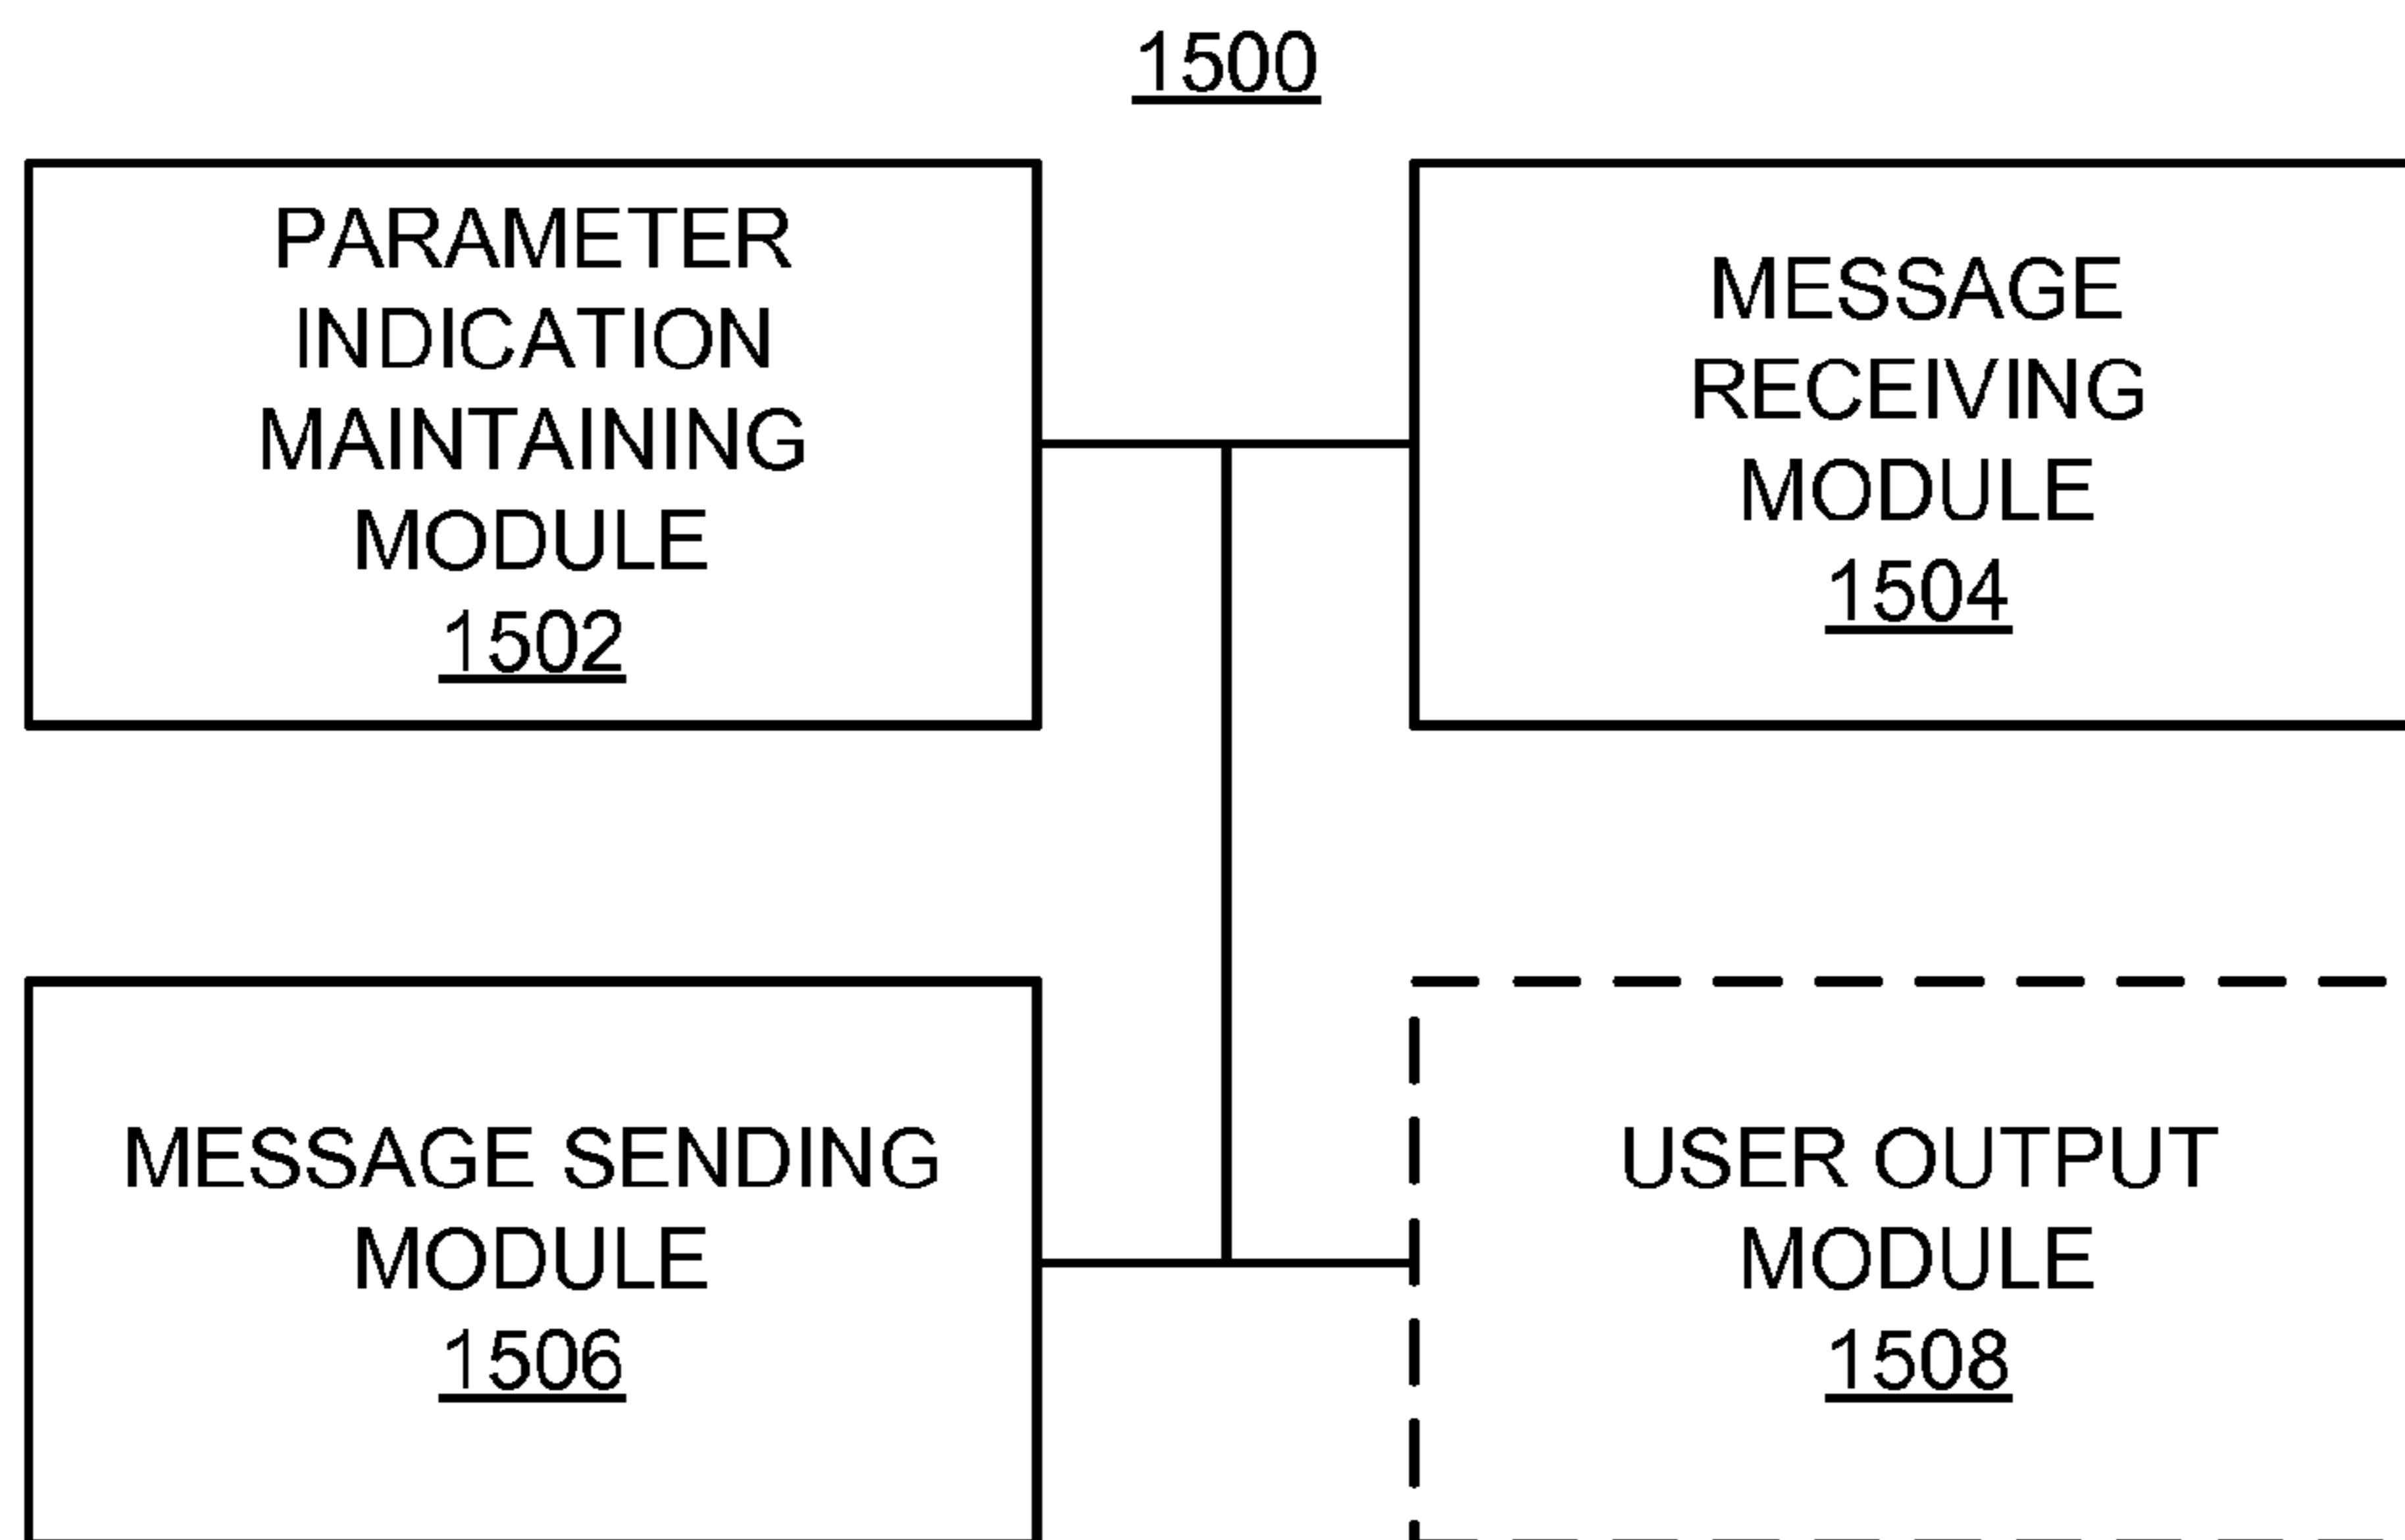 1500
PARAMETER
INDICATION
MAINTAINING
MODULE
1502
MESSAGE
RECEIVING
MODULE
1504
MESSAGE SENDING
MODULE
1506
USER OUTPUT
MODULE
1508